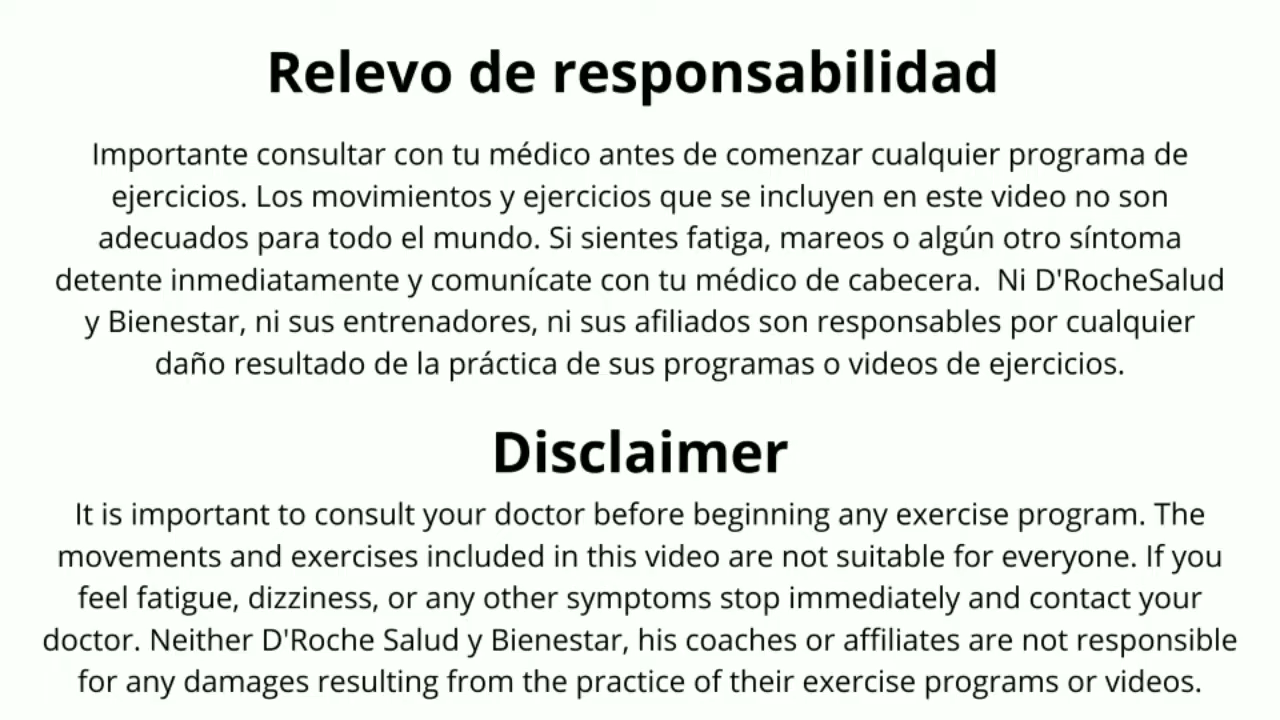 Relevo de responsabilidad
Importante consultar con tu médico antes de comenzar cualquier programa de
ejercicios. Los movimientos y ejercicios que se incluyen en este video no son
adecuados para todo el mundo. Si sientes fatiga, mareos o algún otro síntoma
detente inmediatamente y comunícate con tu médico de cabecera.  Ni D'RocheSalud
y Bienestar, ni sus entrenadores, ni sus afiliados son responsables por cualquier
daño resultado de la práctica de sus programas o videos de ejercicios.
Disclaimer
It is important to consult your doctor before beginning any exercise program. The
movements and exercises included in this video are not suitable for everyone. If you
feel fatigue, dizziness, or any other symptoms stop immediately and contact your
doctor. Neither D'Roche Salud y Bienestar, his coaches or affiliates are not responsible
for any damages resulting from the practice of their exercise programs or videos.